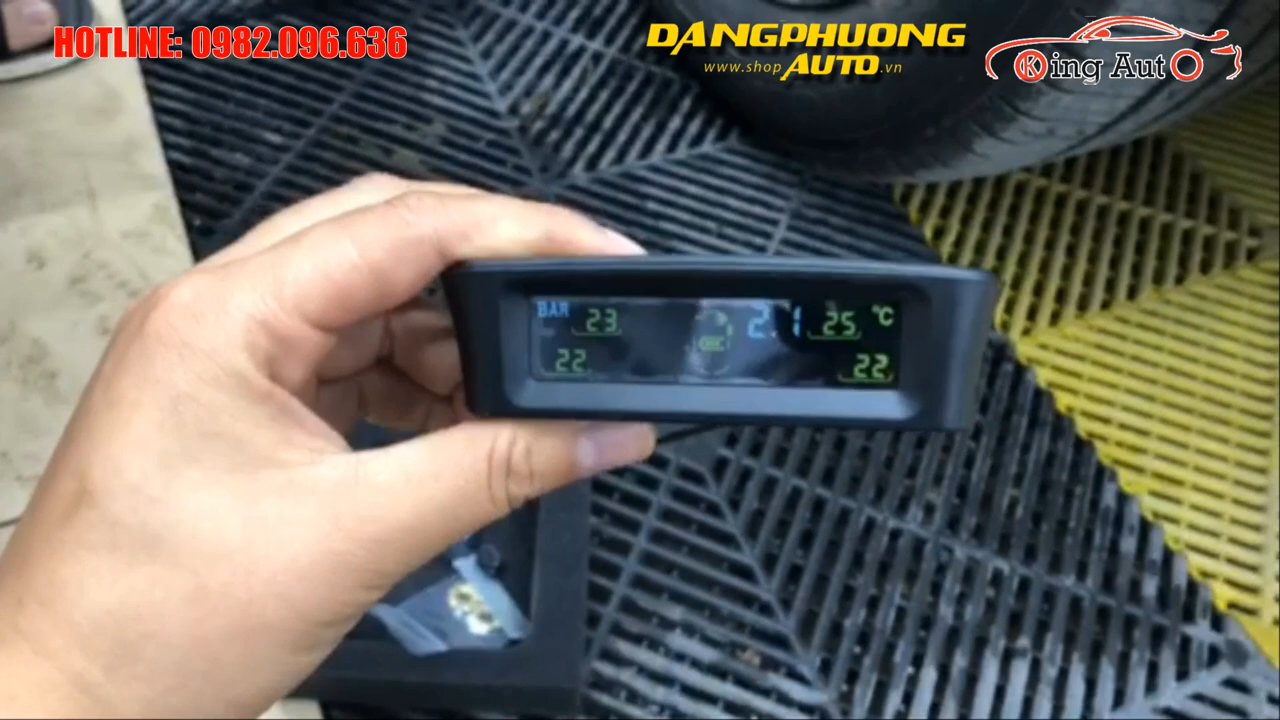 HOTLINE: 0982.096.636
DANGPHUONG
www.shopAUTO.vn
King Auto
BAR 23 2.1 25 °C
22 22